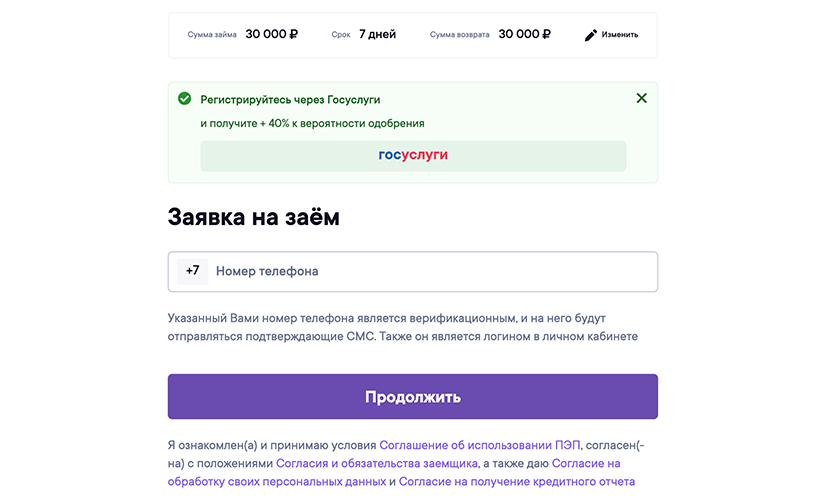 Сумма займа 30 000 ₽ Срок 7 дней Сумма возврата 30 000 ₽ Изменить
Регистрируйтесь через Госуслуги
и получите + 40% к вероятности одобрения
госуслуги
Заявка на заём
+7 Номер телефона
Указанный Вами номер телефона является верификационным, и на него будут
отправляться подтверждающие СМС. Также он является логином в личном кабинете
Продолжить
Я ознакомлен(а) и принимаю условия Соглашение об использовании ПЭП, согласен(-
на) с положениями Согласия и обязательства заемщика, а также даю Согласие на
обработку своих персональных данных и Согласие на получение кредитного отчета